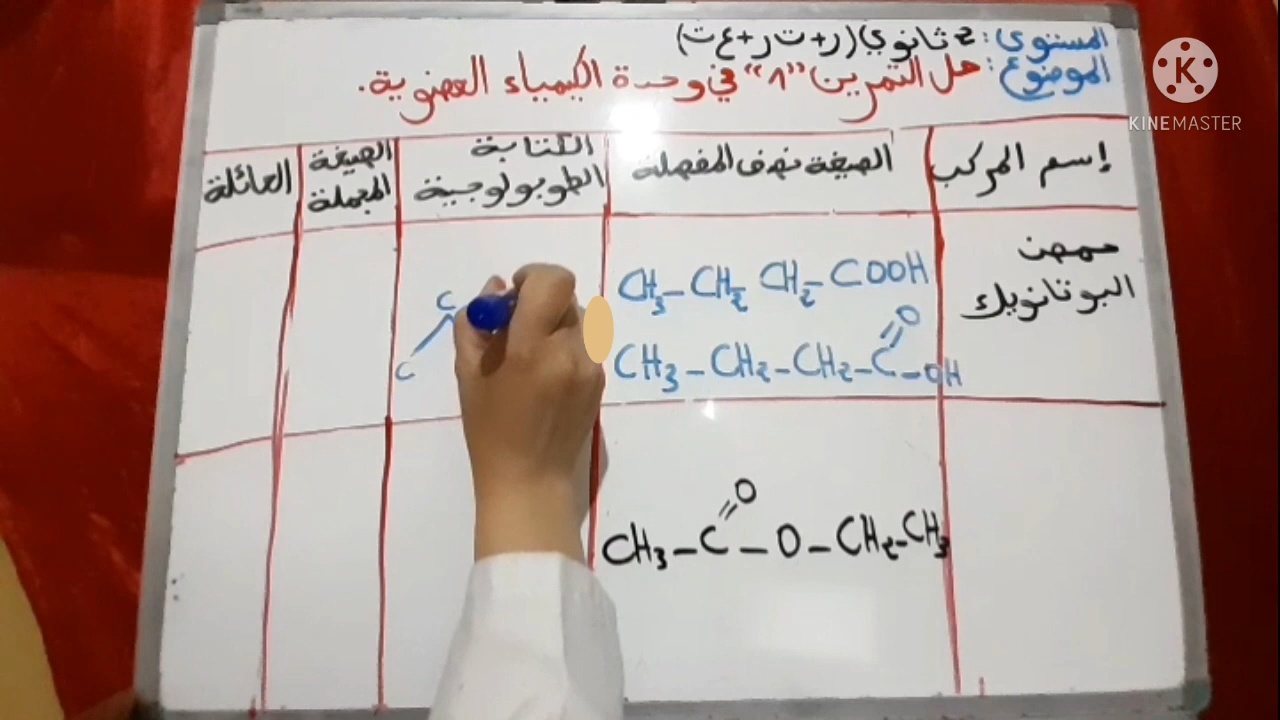 المستوى: 2 ثانوي (ر+ت ر+ع ت)
الموضوع: حل التمرين "8" في وحدة الكيمياء العضوية.
K
KINEMASTER
إسم المركب
الصيغة نصف المفصلة
الكتابة الطوبولوجية
الصيغة المجملة
العائلة
حمض
البوتانويك
CH3-CH2 CH2-COOH
O
CH3-CH2-CH2-C-OH
C
C
O
CH3-C-O-CH2-CH3